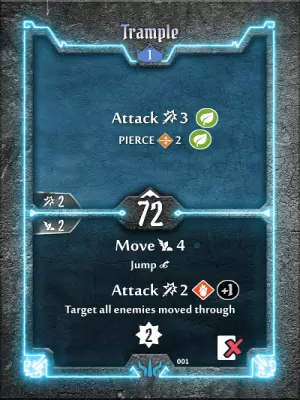 Trample
1
Attack 3
PIERCE 2
2
72
2
Move 4
Jump
Attack 2 +1
Target all enemies moved through
2
001